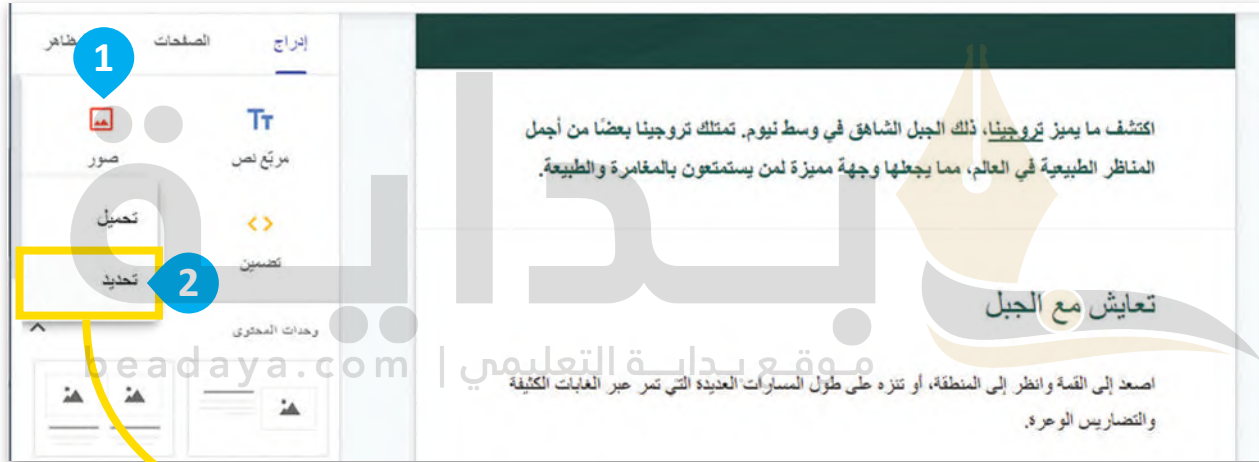 إدراج
الصفحات
1
مربّع نص
صور
تحميل
تضمين
تحديد
2
وحدات المحتوى
اكتشف ما يميز تروجينا، ذلك الجبل الشاهق في وسط نيوم. تمتلك تروجينا بعضًا من أجمل
المناظر الطبيعية في العالم، مما يجعلها وجهة مميزة لمن يستمتعون بالمغامرة والطبيعة.
تعايش مع الجبل
اصعد إلى القمة وانظر إلى المنطقة، أو تنزه على طول المسارات العديدة التي تمر عبر الغابات الكثيفة
والتضاريس الوعرة.
بداية
موقع بداية التعليمي | beadaya.com